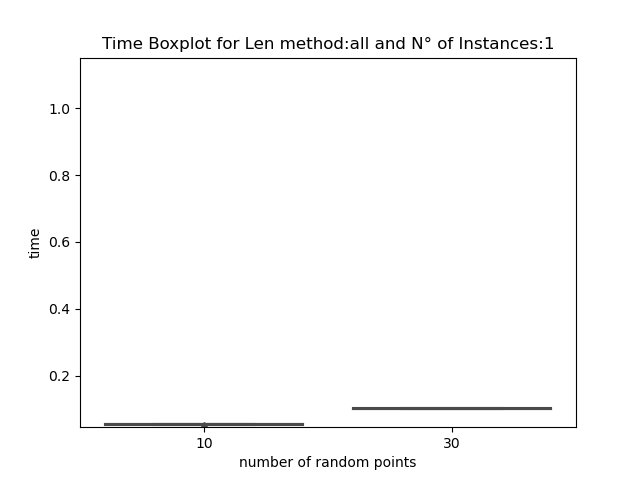 Time Boxplot for Len method:all and N° of Instances:1
1.0
0.8
0.6
0.4
0.2
time
10 30
number of random points